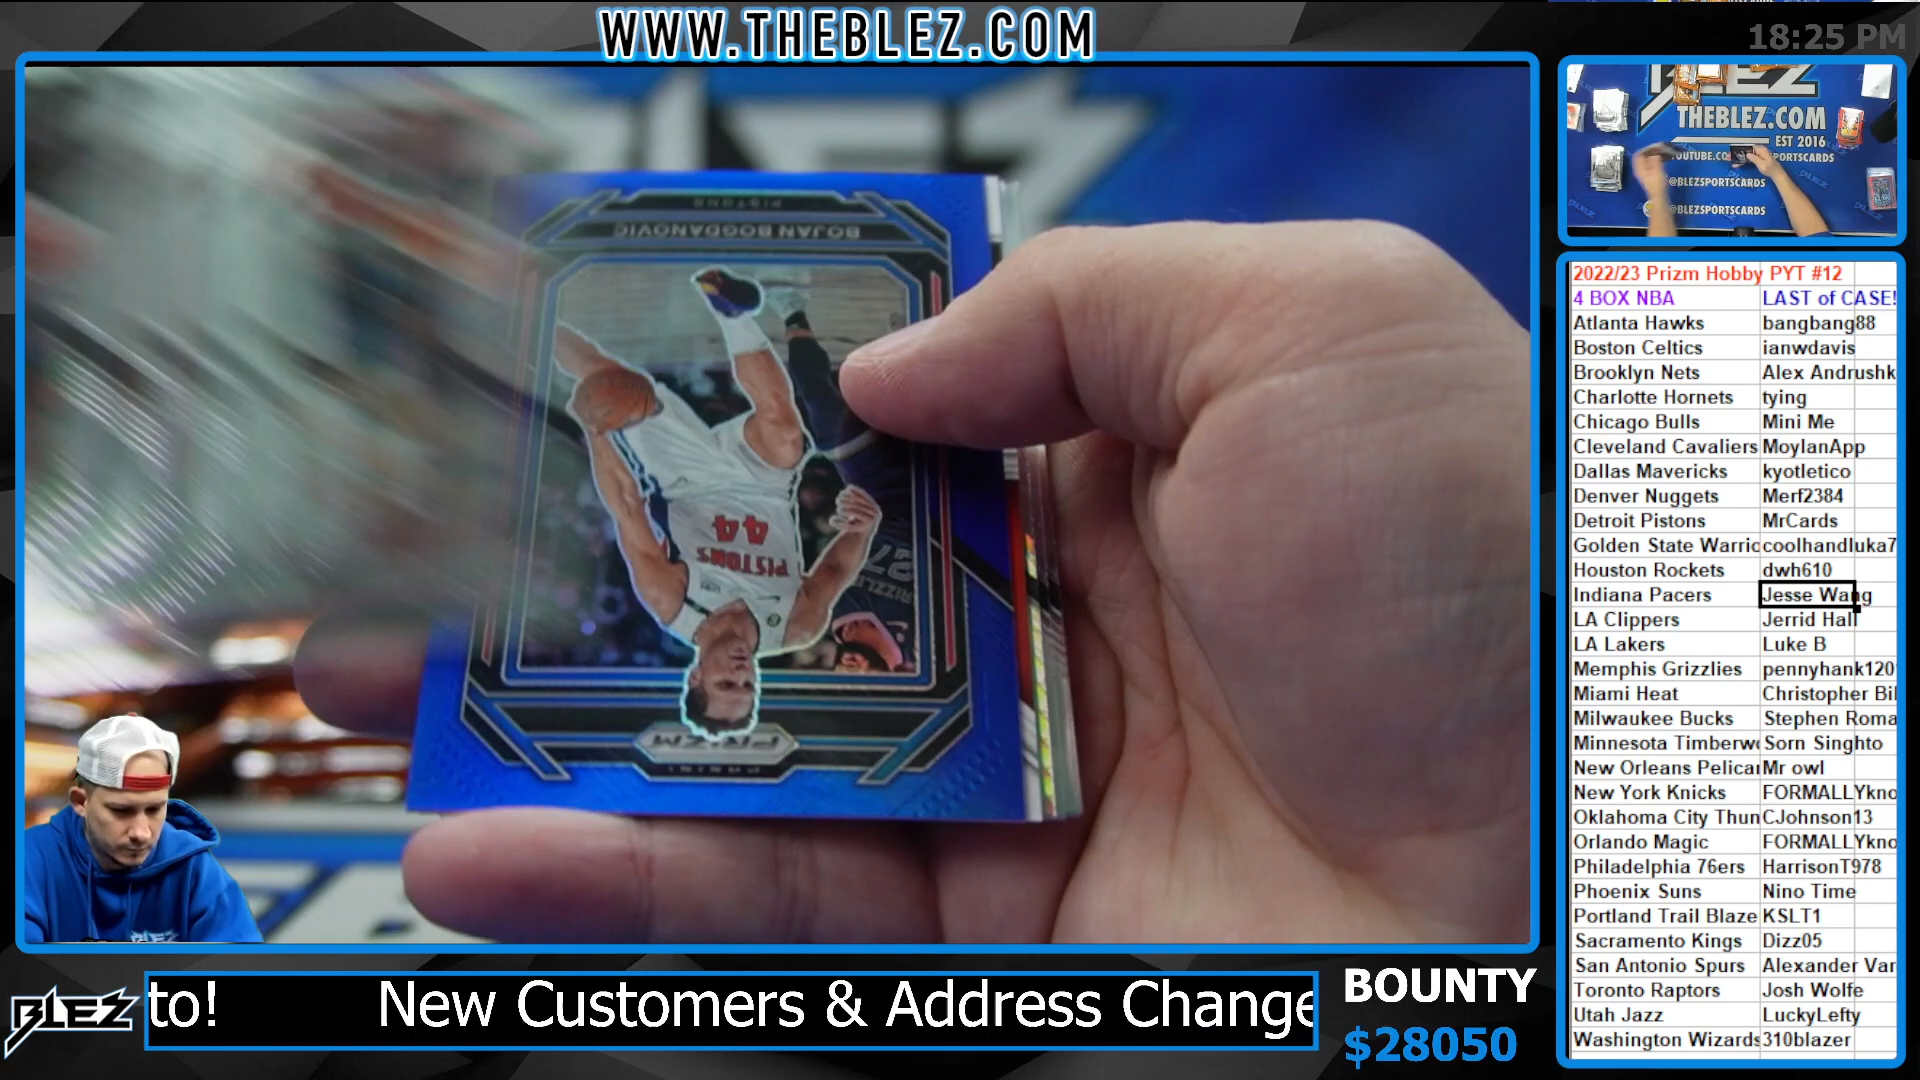 WWW.THEBLEZ.COM
18:25 PM
PISTONS
BOJAN BOGDANOVIC
44
PISTONS
27
PRIZM
PANINI
BLEZ
THEBLEZ.COM
EST 2016
@BLEZSPORTSCARDS
@BLEZSPORTSCARDS
2022/23 Prizm Hobby PYT #12
4 BOX NBA LAST of CASE!
Atlanta Hawks bangbang88
Boston Celtics ianwdavis
Brooklyn Nets Alex Andrushk
Charlotte Hornets tying
Chicago Bulls Mini Me
Cleveland Cavaliers MoylanApp
Dallas Mavericks kyotletico
Denver Nuggets Merf2384
Detroit Pistons MrCards
Golden State Warric coolhandluka7
Houston Rockets dwh610
Indiana Pacers Jesse Wang
LA Clippers Jerrid Hall
LA Lakers Luke B
Memphis Grizzlies pennyhank120
Miami Heat Christopher Bil
Milwaukee Bucks Stephen Roma
Minnesota Timberwo Sorn Singhto
New Orleans Pelicar Mr owl
New York Knicks FORMALLYkno
Oklahoma City Thun CJohnson13
Orlando Magic FORMALLYkno
Philadelphia 76ers HarrisonT978
Phoenix Suns Nino Time
Portland Trail Blaze KSLT1
Sacramento Kings Dizz05
San Antonio Spurs Alexander Var
Toronto Raptors Josh Wolfe
Utah Jazz LuckyLefty
Washington Wizards 310blazer
BLEZ
to! New Customers & Address Change
BOUNTY
$28050